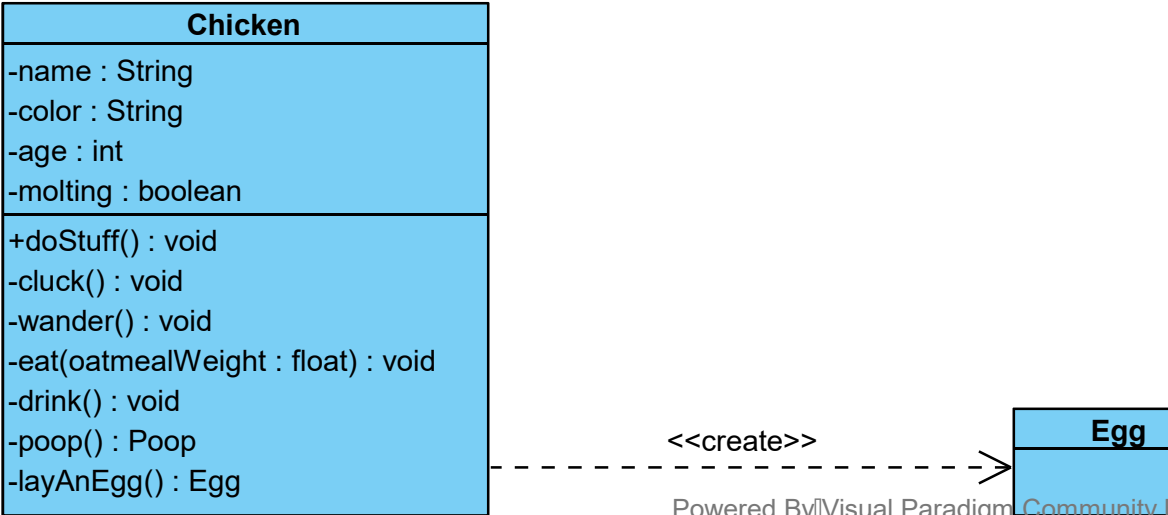 Chicken
-name : String
-color : String
-age : int
-molting : boolean
+doStuff() : void
-cluck() : void
-wander() : void
-eat(oatmealWeight : float) : void
-drink() : void
-poop() : Poop
-layAnEgg() : Egg
<<create>>
Egg
Powered By Visual Paradigm Community